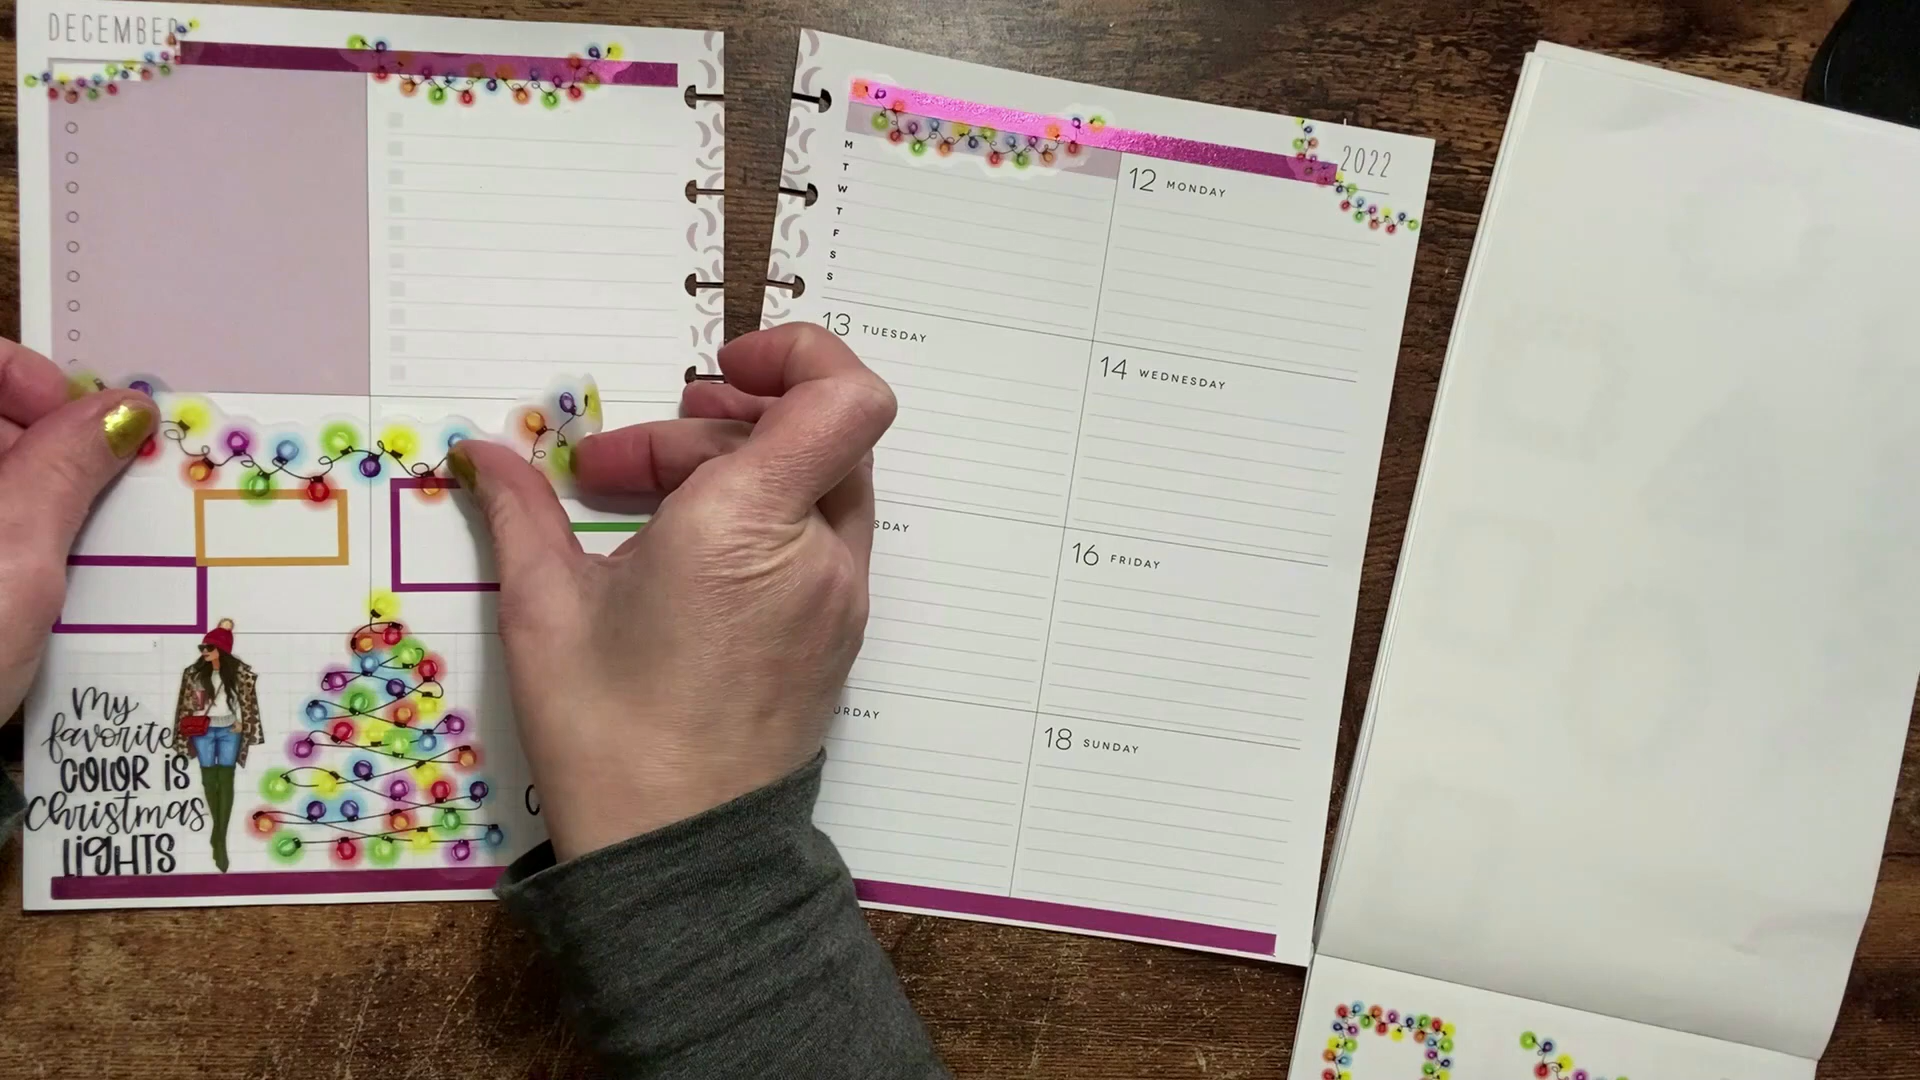 DECEMBER
My
favorite
COLOR is
Christmas
LIGHTS
2022
M
T
W
T
F
S
S
12 MONDAY
13 TUESDAY
14 WEDNESDAY
16 FRIDAY
18 SUNDAY